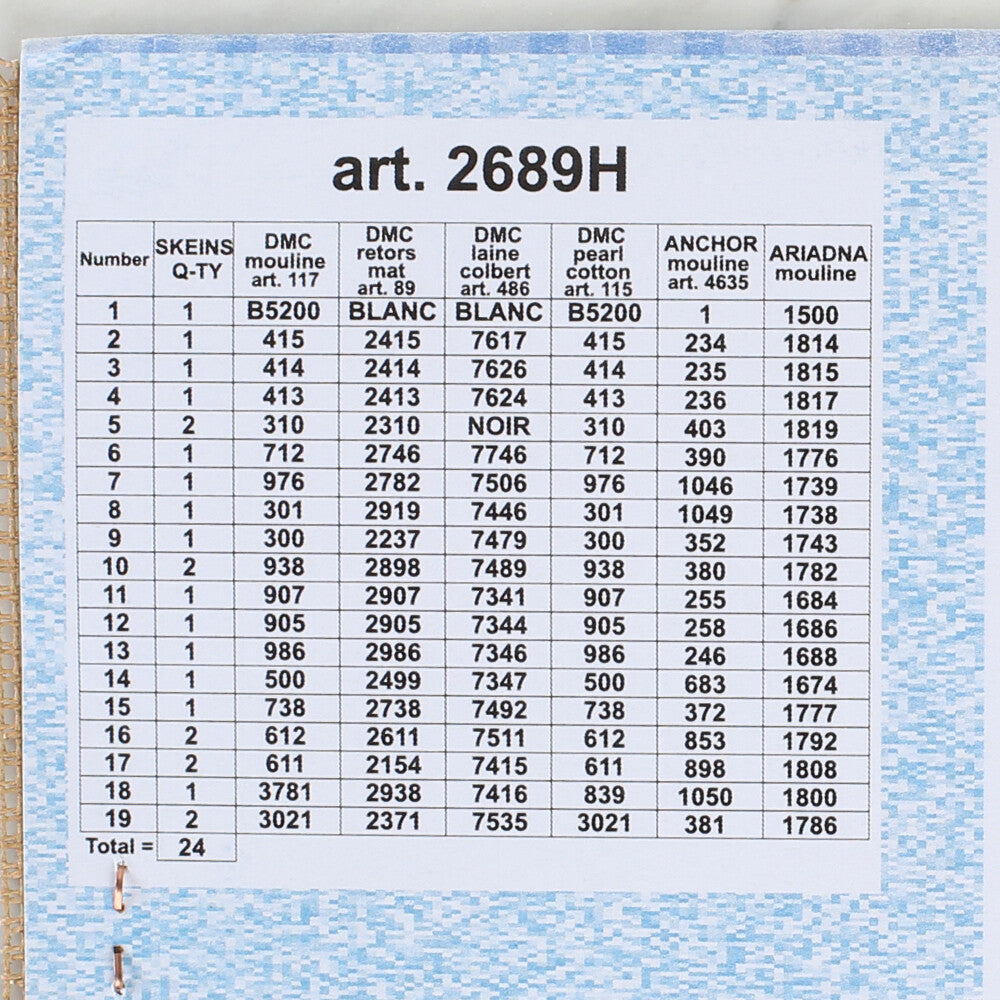 art. 2689H
Number SKEINS Q-TY DMC mouline art. 117 DMC retors mat art. 89 DMC laine colbert art. 486 DMC pearl cotton art. 115 ANCHOR mouline art. 4635 ARIADNA mouline
1 1 B5200 BLANC BLANC B5200 1 1500
2 1 415 2415 7617 415 234 1814
3 1 414 2414 7626 414 235 1815
4 1 413 2413 7624 413 236 1817
5 2 310 2310 NOIR 310 403 1819
6 1 712 2746 7746 712 390 1776
7 1 976 2782 7506 976 1046 1739
8 1 301 2919 7446 301 1049 1738
9 1 300 2237 7479 300 352 1743
10 2 938 2898 7489 938 380 1782
11 1 907 2907 7341 907 255 1684
12 1 905 2905 7344 905 258 1686
13 1 986 2986 7346 986 246 1688
14 1 500 2499 7347 500 683 1674
15 1 738 2738 7492 738 372 1777
16 2 612 2611 7511 612 853 1792
17 2 611 2154 7415 611 898 1808
18 1 3781 2938 7416 839 1050 1800
19 2 3021 2371 7535 3021 381 1786
Total = 24